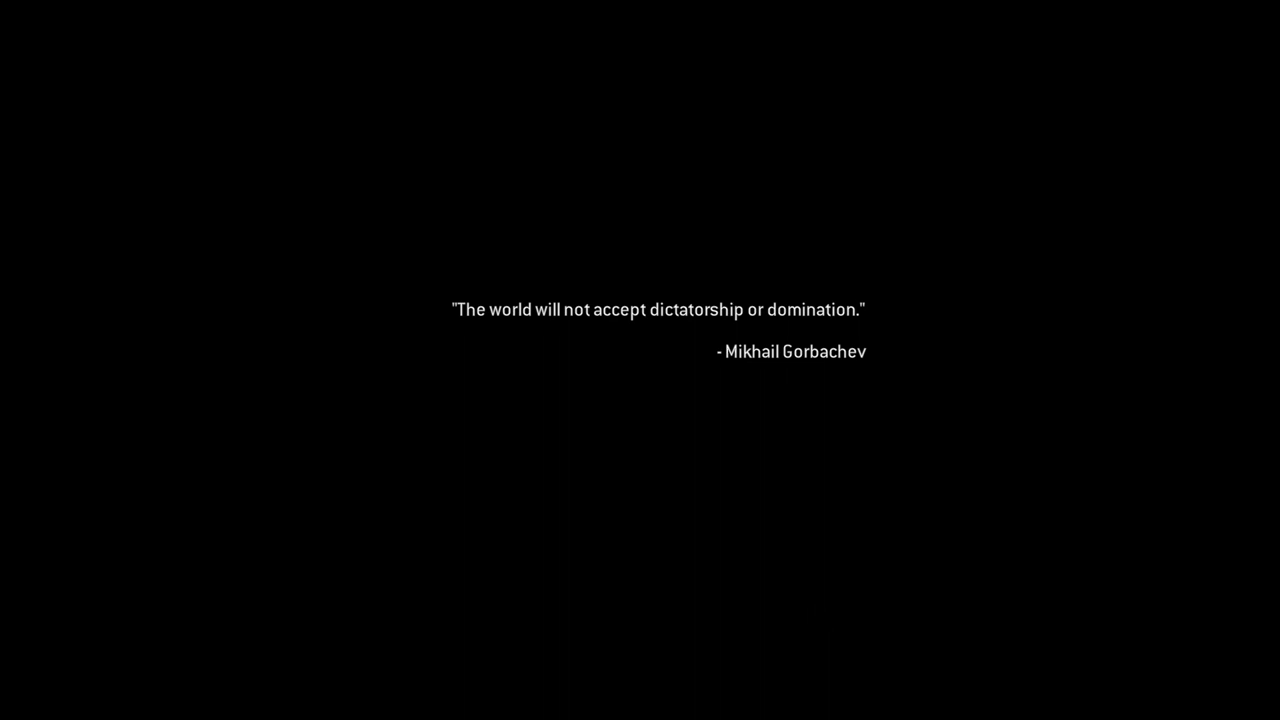 "The world will not accept dictatorship or domination."
- Mikhail Gorbachev